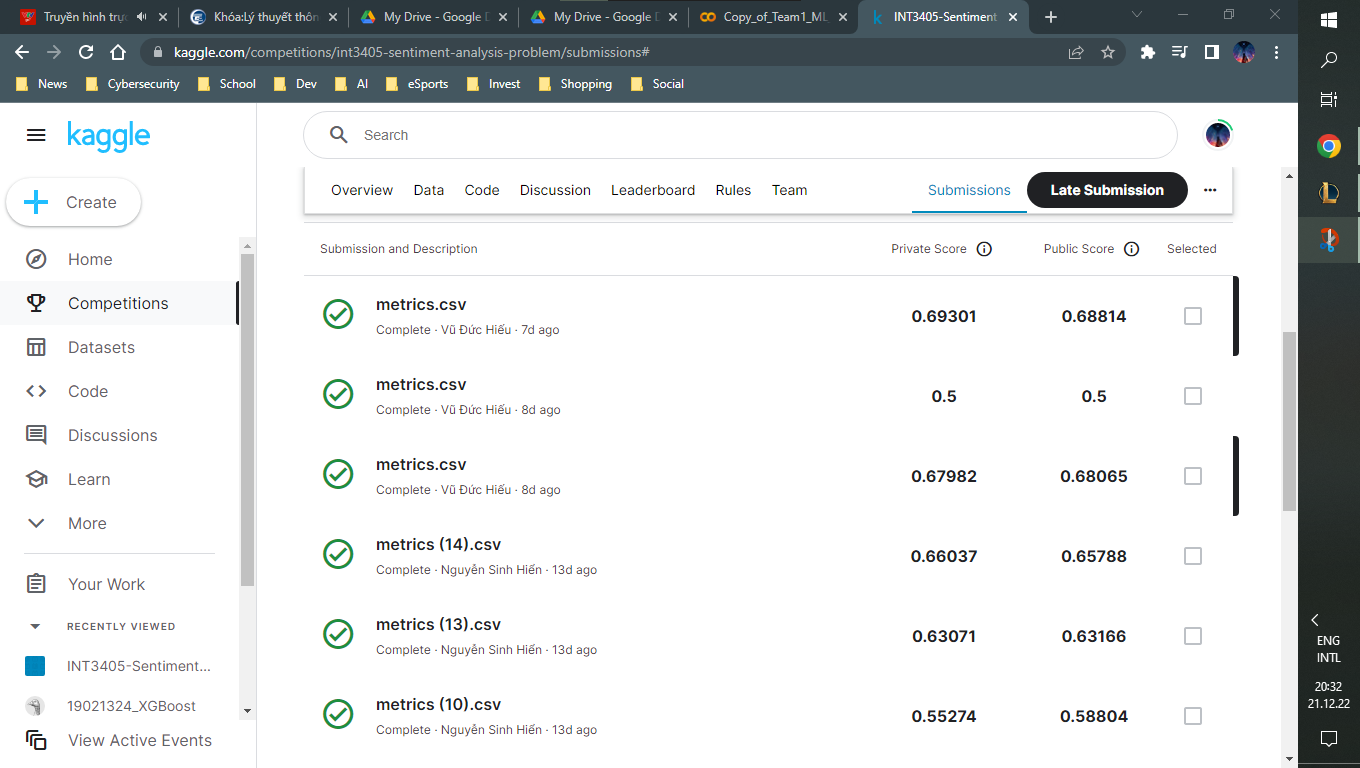 Truyền hình trực
Khóa:Lý thuyết thôn
My Drive - Google D
My Drive - Google D
Copy_of_Team1_ML
INT3405-Sentiment
kaggle.com/competitions/int3405-sentiment-analysis-problem/submissions#
News
Cybersecurity
School
Dev
AI
eSports
Invest
Shopping
Social
kaggle
Search
Create
Home
Competitions
Datasets
Code
Discussions
Learn
More
Your Work
RECENTLY VIEWED
INT3405-Sentiment...
19021324_XGBoost
View Active Events
Overview
Data
Code
Discussion
Leaderboard
Rules
Team
Submissions
Late Submission
Submission and Description
Private Score
Public Score
Selected
metrics.csv
Complete · Vũ Đức Hiếu · 7d ago
0.69301
0.68814
metrics.csv
Complete · Vũ Đức Hiếu · 8d ago
0.5
0.5
metrics.csv
Complete · Vũ Đức Hiếu · 8d ago
0.67982
0.68065
metrics (14).csv
Complete · Nguyễn Sinh Hiến · 13d ago
0.66037
0.65788
metrics (13).csv
Complete · Nguyễn Sinh Hiến · 13d ago
0.63071
0.63166
metrics (10).csv
Complete · Nguyễn Sinh Hiến · 13d ago
0.55274
0.58804
ENG
INTL
20:32
21.12.22